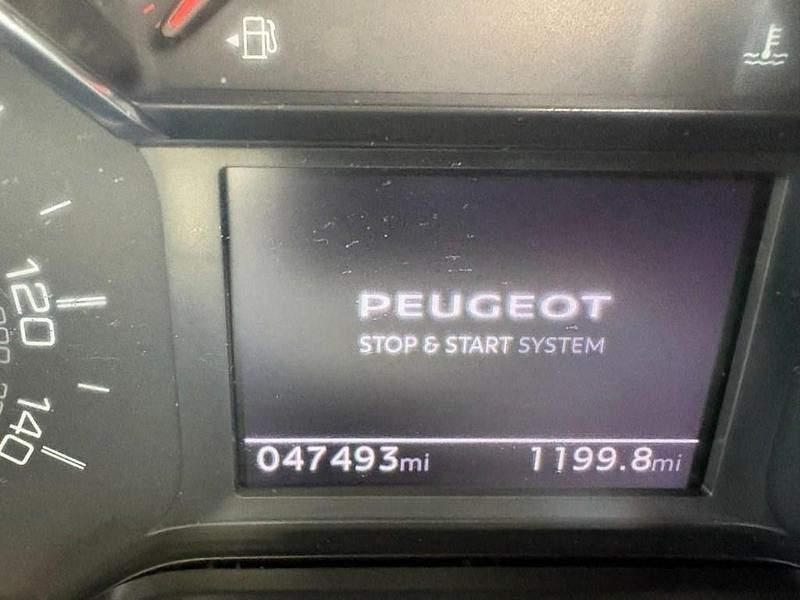 120
140
PEUGEOT
STOP & START SYSTEM
047493mi 1199.8mi